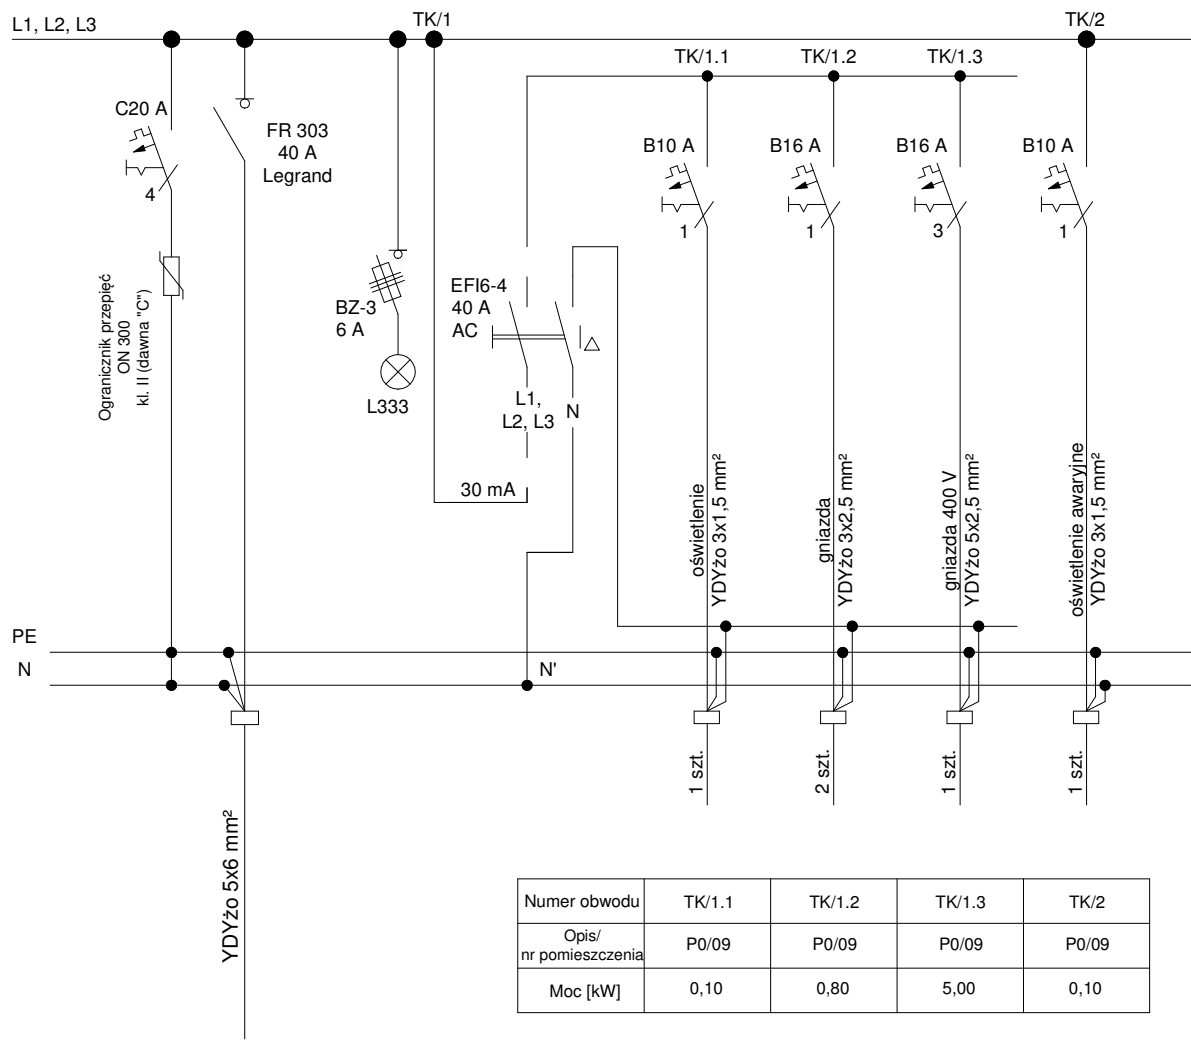 L1, L2, L3
TK/1
TK/2
TK/1.1
TK/1.2
TK/1.3
C20 A
4
FR 303
40 A
Legrand
B10 A
1
B16 A
1
B16 A
3
B10 A
1
Ogranicznik przepięć
ON 300
kl. II (dawna "C")
BZ-3
6 A
L333
EFI6-4
40 A
AC
L1,
L2, L3
N
30 mA
oświetlenie
YDYżo 3x1,5 mm²
gniazda
YDYżo 3x2,5 mm²
gniazda 400 V
YDYżo 5x2,5 mm²
oświetlenie awaryjne
YDYżo 3x1,5 mm²
PE
N
N'
1 szt.
2 szt.
1 szt.
1 szt.
YDYżo 5x6 mm²
Numer obwodu TK/1.1 TK/1.2 TK/1.3 TK/2
Opis/
nr pomieszczenia P0/09 P0/09 P0/09 P0/09
Moc [kW] 0,10 0,80 5,00 0,10